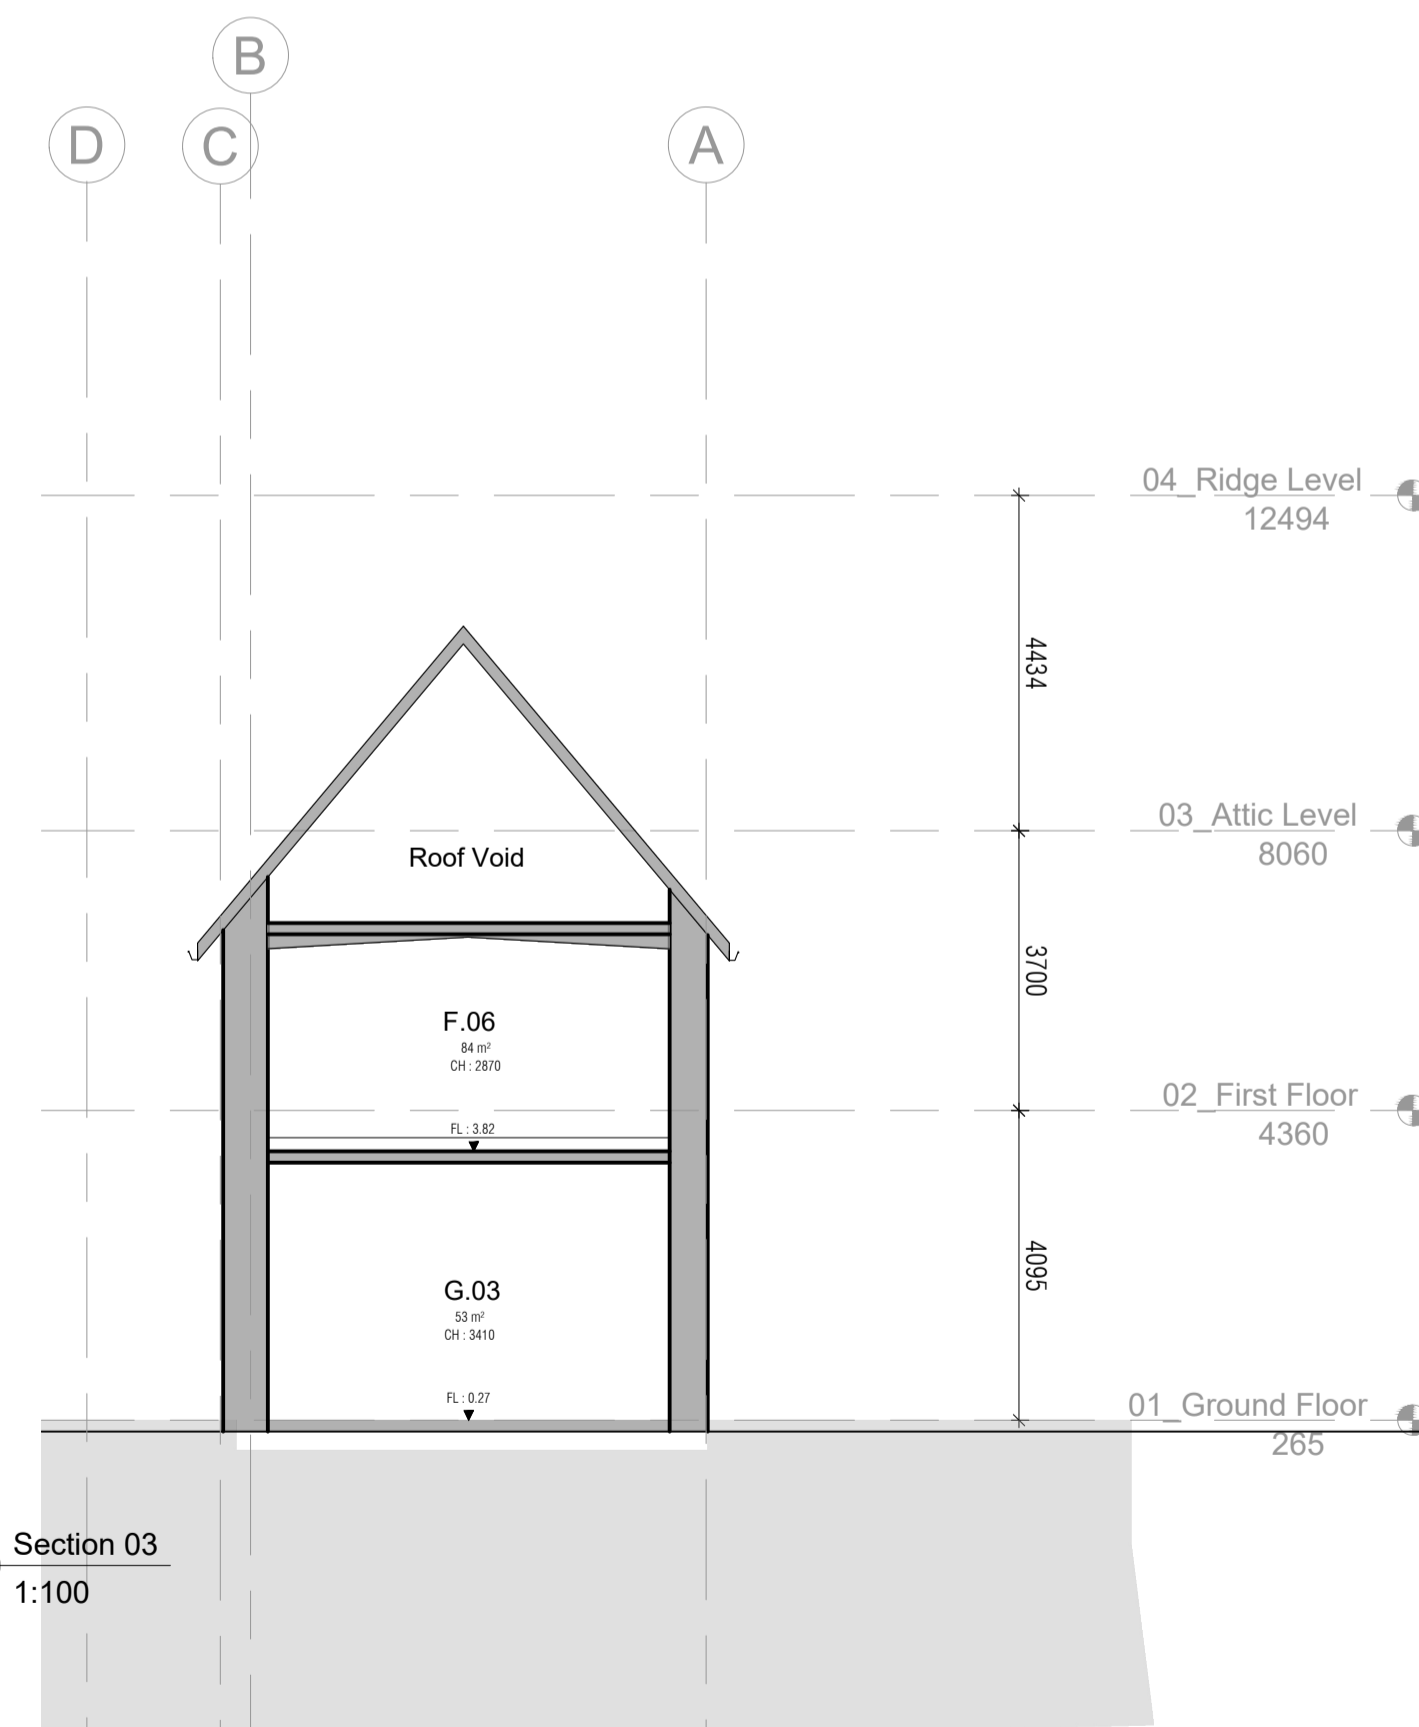 B
D
C
A
04_Ridge Level
12494
4434
03_Attic Level
8060
Roof Void
3700
F.06
84 m²
CH : 2870
02_First Floor
4360
FL : 3.82
4095
G.03
53 m²
CH : 3410
FL : 0.27
01_Ground Floor
265
Section 03
1:100